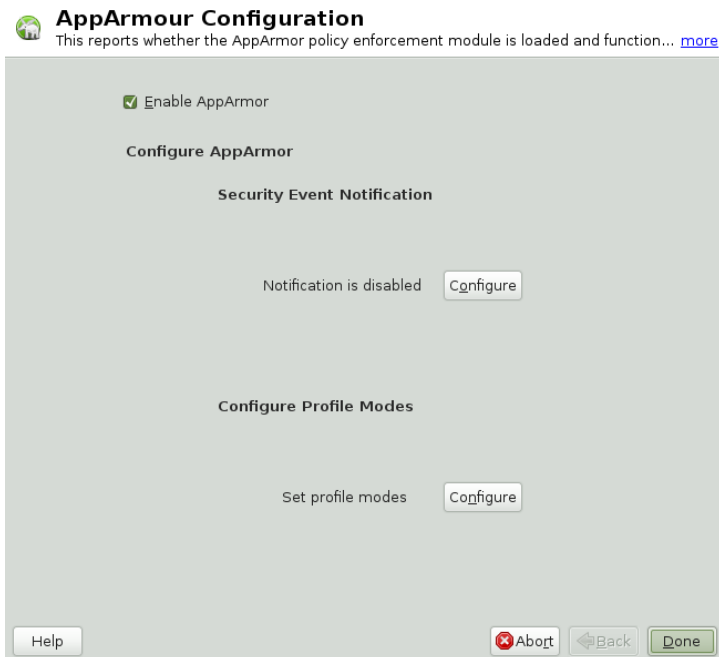 AppArmour Configuration
This reports whether the AppArmor policy enforcement module is loaded and function... more
Enable AppArmor
Configure AppArmor
Security Event Notification
Notification is disabled Configure
Configure Profile Modes
Set profile modes Configure
Help Abort Back Done